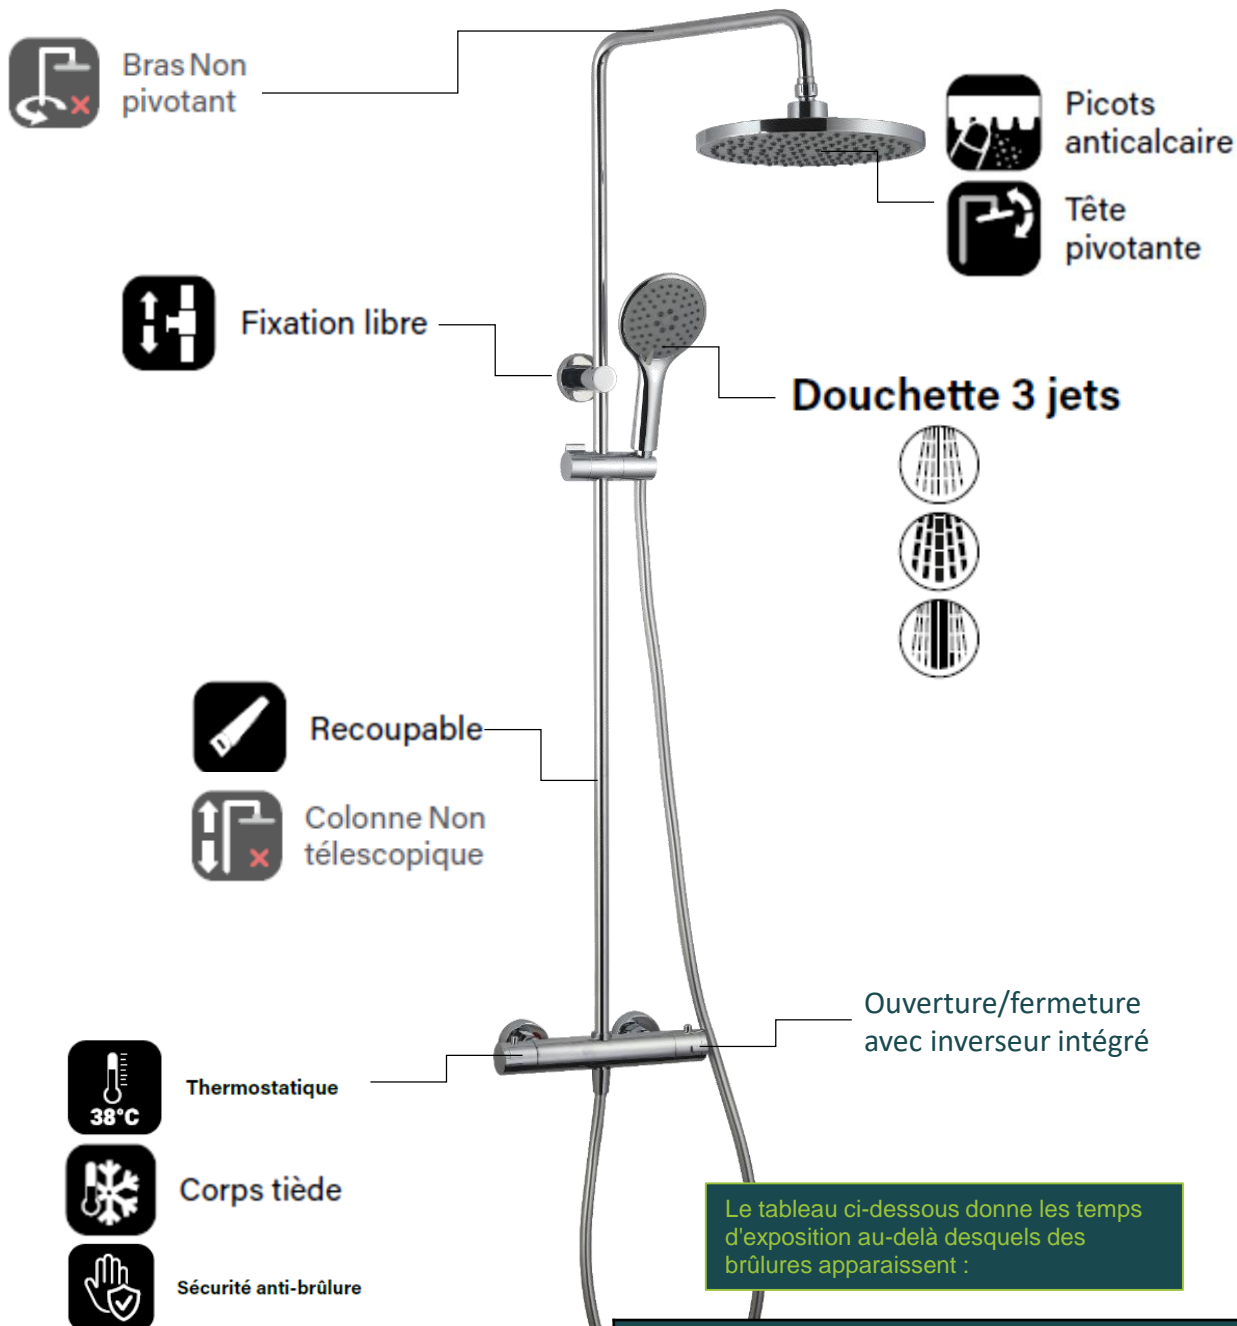 Bras Non
pivotant
Picots
anticalcaire
Tête
pivotante
Fixation libre
Douchette 3 jets
Recoupable
Colonne Non
télescopique
Ouverture/fermeture
avec inverseur intégré
38°C
Thermostatique
Corps tiède
Sécurité anti-brûlure
Le tableau ci-dessous donne les temps
d'exposition au-delà desquels des
brûlures apparaissent :